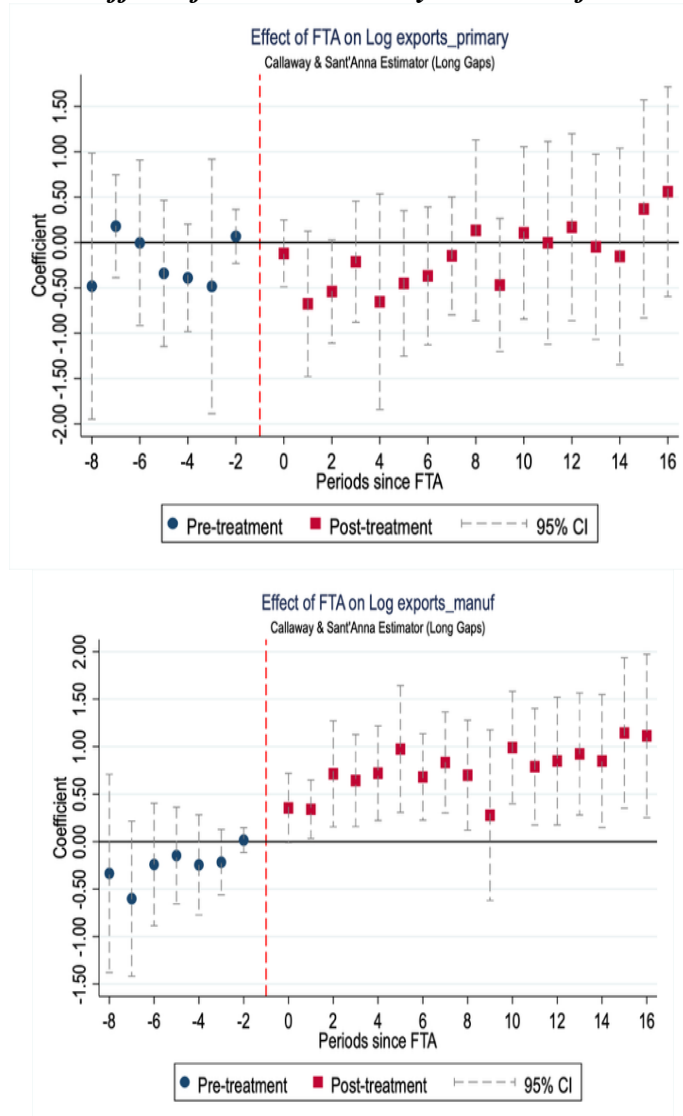 Effect of FTA on Log exports_primary
Callaway & Sant'Anna Estimator (Long Gaps)
Coefficient
-2.00 -1.50 -1.00 -0.50 0.00 0.50 1.00 1.50
-8 -6 -4 -2 0 2 4 6 8 10 12 14 16
Periods since FTA
Pre-treatment Post-treatment 95% CI
Effect of FTA on Log exports_manuf
Callaway & Sant'Anna Estimator (Long Gaps)
Coefficient
-1.50 -1.00 -0.50 0.00 0.50 1.00 1.50 2.00
-8 -6 -4 -2 0 2 4 6 8 10 12 14 16
Periods since FTA
Pre-treatment Post-treatment 95% CI